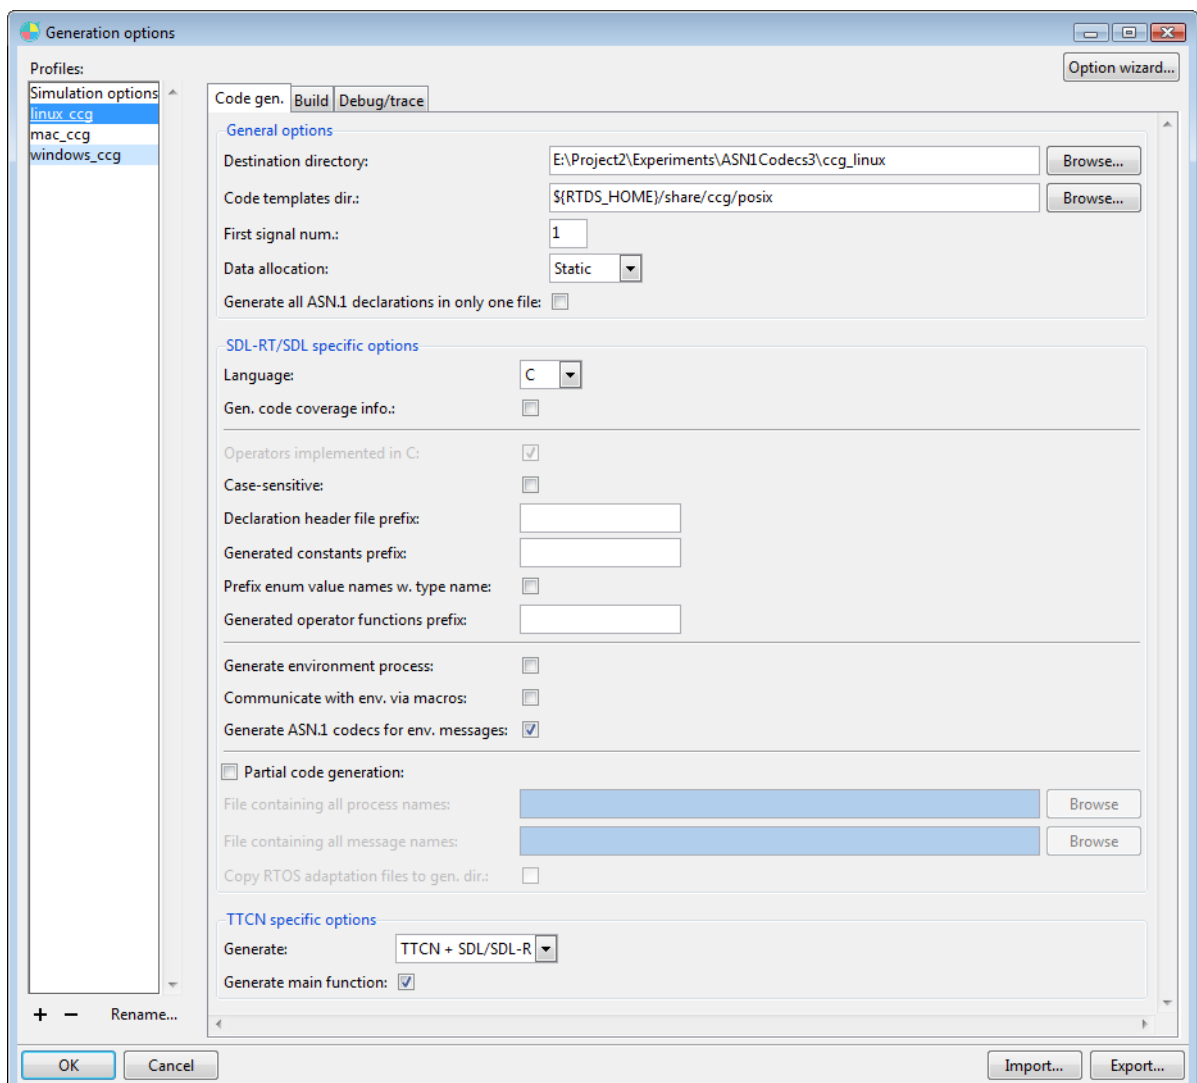 Generation options
Profiles:
Option wizard...
Simulation options
linux_ccg
mac_ccg
windows_ccg
Code gen. Build Debug/trace
General options
Destination directory: E:\Project2\Experiments\ASN1Codecs3\ccg_linux Browse...
Code templates dir.: ${RTDS_HOME}/share/ccg/posix Browse...
First signal num.: 1
Data allocation: Static
Generate all ASN.1 declarations in only one file:
SDL-RT/SDL specific options
Language: C
Gen. code coverage info.:
Operators implemented in C:
Case-sensitive:
Declaration header file prefix:
Generated constants prefix:
Prefix enum value names w. type name:
Generated operator functions prefix:
Generate environment process:
Communicate with env. via macros:
Generate ASN.1 codecs for env. messages:
Partial code generation:
File containing all process names: Browse
File containing all message names: Browse
Copy RTOS adaptation files to gen. dir.:
TTCN specific options
Generate: TTCN + SDL/SDL-R
Generate main function:
+ − Rename...
OK Cancel Import... Export...